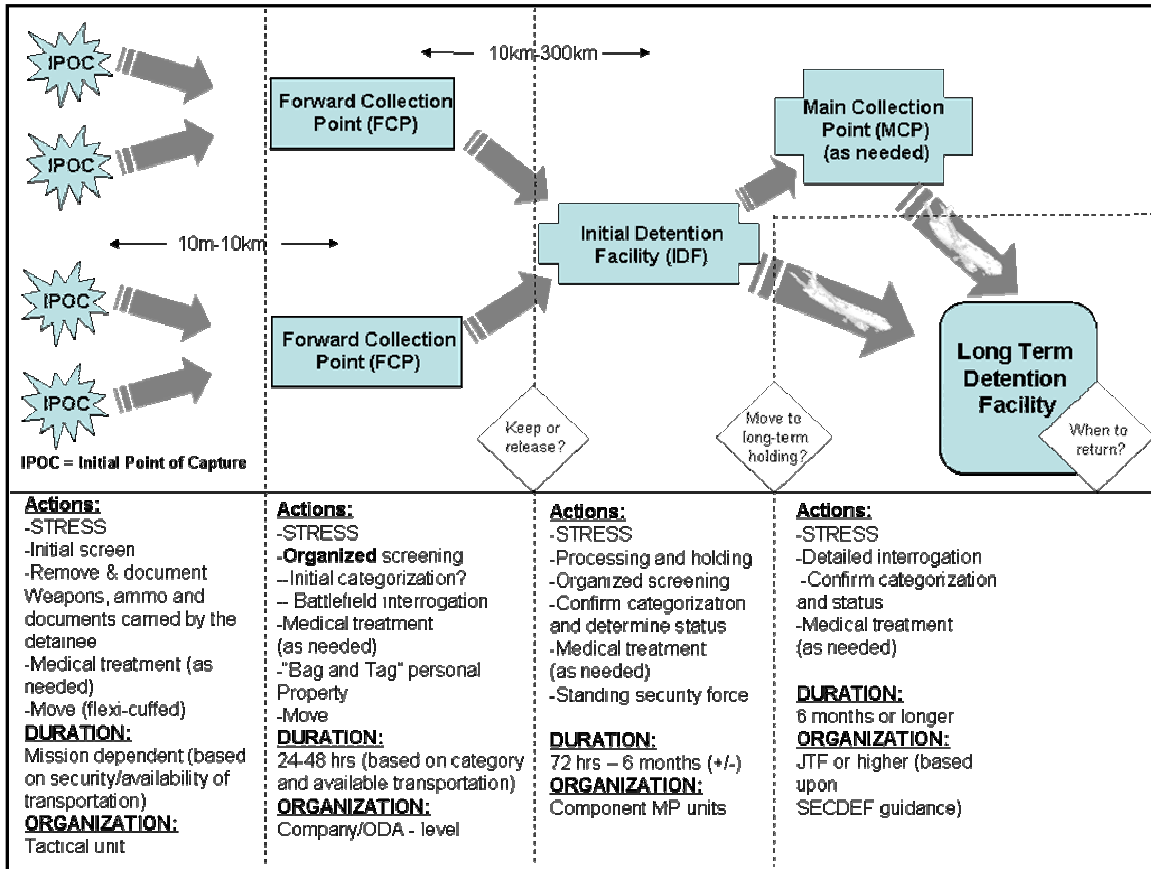 IPOC
IPOC
IPOC
IPOC
IPOC = Initial Point of Capture
10m-10km
Forward Collection
Point (FCP)
Forward Collection
Point (FCP)
10km-300km
Initial Detention
Facility (IDF)
Main Collection
Point (MCP)
(as needed)
Long Term
Detention
Facility
Keep or
release?
Move to
long-term
holding?
When to
return?
Actions:
-STRESS
-Initial screen
-Remove & document
Weapons, ammo and
documents carried by the
detainee
-Medical treatment (as
needed)
-Move (flexi-cuffed)
DURATION:
Mission dependent (based
on security/availability of
transportation)
ORGANIZATION:
Tactical unit
Actions:
-STRESS
-Organized screening
--Initial categorization?
-- Battlefield interrogation
-Medical treatment
(as needed)
-"Bag and Tag" personal
Property
-Move
DURATION:
24-48 hrs (based on category
and available transportation)
ORGANIZATION:
Company/ODA - level
Actions:
-STRESS
-Processing and holding
-Organized screening
-Confirm categorization
and determine status
-Medical treatment
(as needed)
-Standing security force
DURATION:
72 hrs – 6 months (+/-)
ORGANIZATION:
Component MP units
Actions:
-STRESS
-Detailed interrogation
-Confirm categorization
and status
-Medical treatment
(as needed)
DURATION:
6 months or longer
ORGANIZATION:
JTF or higher (based
upon
SECDEF guidance)